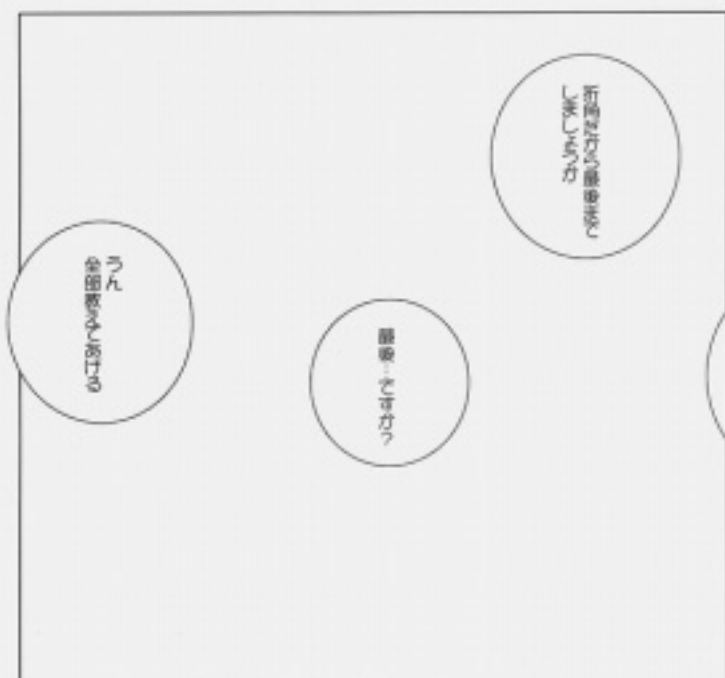 折角だから最後まで
しましょうか
最後…ですか？
うん
全部教えてあげる